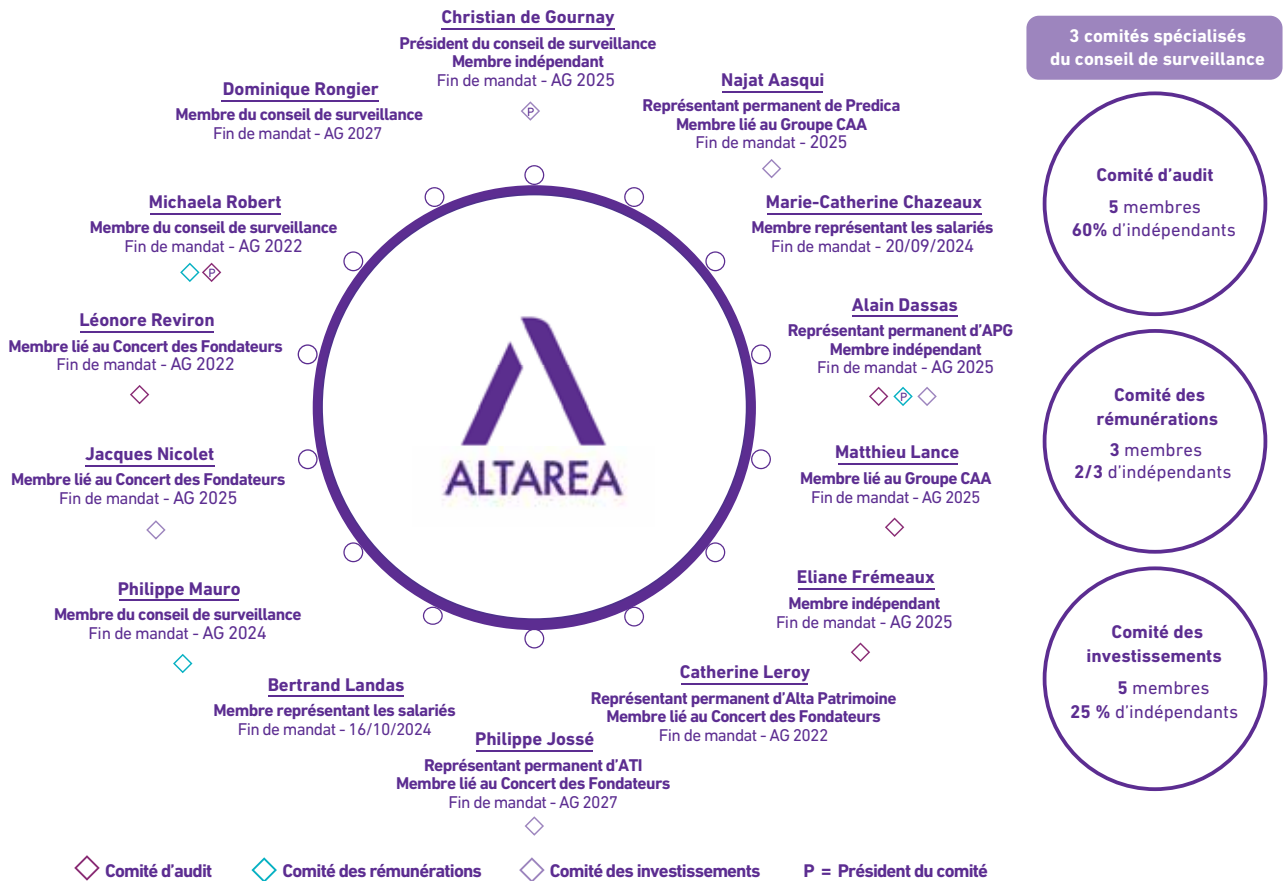 Christian de Gournay
Président du conseil de surveillance
Membre indépendant
Fin de mandat - AG 2025
P
Najat Aasqui
Représentant permanent de Predica
Membre lié au Groupe CAA
Fin de mandat - 2025
Marie-Catherine Chazeaux
Membre représentant les salariés
Fin de mandat - 20/09/2024
Alain Dassas
Représentant permanent d'APG
Membre indépendant
Fin de mandat - AG 2025
P
Matthieu Lance
Membre lié au Groupe CAA
Fin de mandat - AG 2025
Eliane Frémeaux
Membre indépendant
Fin de mandat - AG 2025
Catherine Leroy
Représentant permanent d'Alta Patrimoine
Membre lié au Concert des Fondateurs
Fin de mandat - AG 2022
Philippe Jossé
Représentant permanent d'ATI
Membre lié au Concert des Fondateurs
Fin de mandat - AG 2027
Bertrand Landas
Membre représentant les salariés
Fin de mandat - 16/10/2024
Philippe Mauro
Membre du conseil de surveillance
Fin de mandat - AG 2024
Jacques Nicolet
Membre lié au Concert des Fondateurs
Fin de mandat - AG 2025
Léonore Reviron
Membre lié au Concert des Fondateurs
Fin de mandat - AG 2022
Michaela Robert
Membre du conseil de surveillance
Fin de mandat - AG 2022
P
Dominique Rongier
Membre du conseil de surveillance
Fin de mandat - AG 2027
ALTAREA
3 comités spécialisés
du conseil de surveillance
Comité d'audit
5 membres
60% d'indépendants
Comité des
rémunérations
3 membres
2/3 d'indépendants
Comité des
investissements
5 membres
25 % d'indépendants
Comité d'audit
Comité des rémunérations
Comité des investissements
P = Président du comité